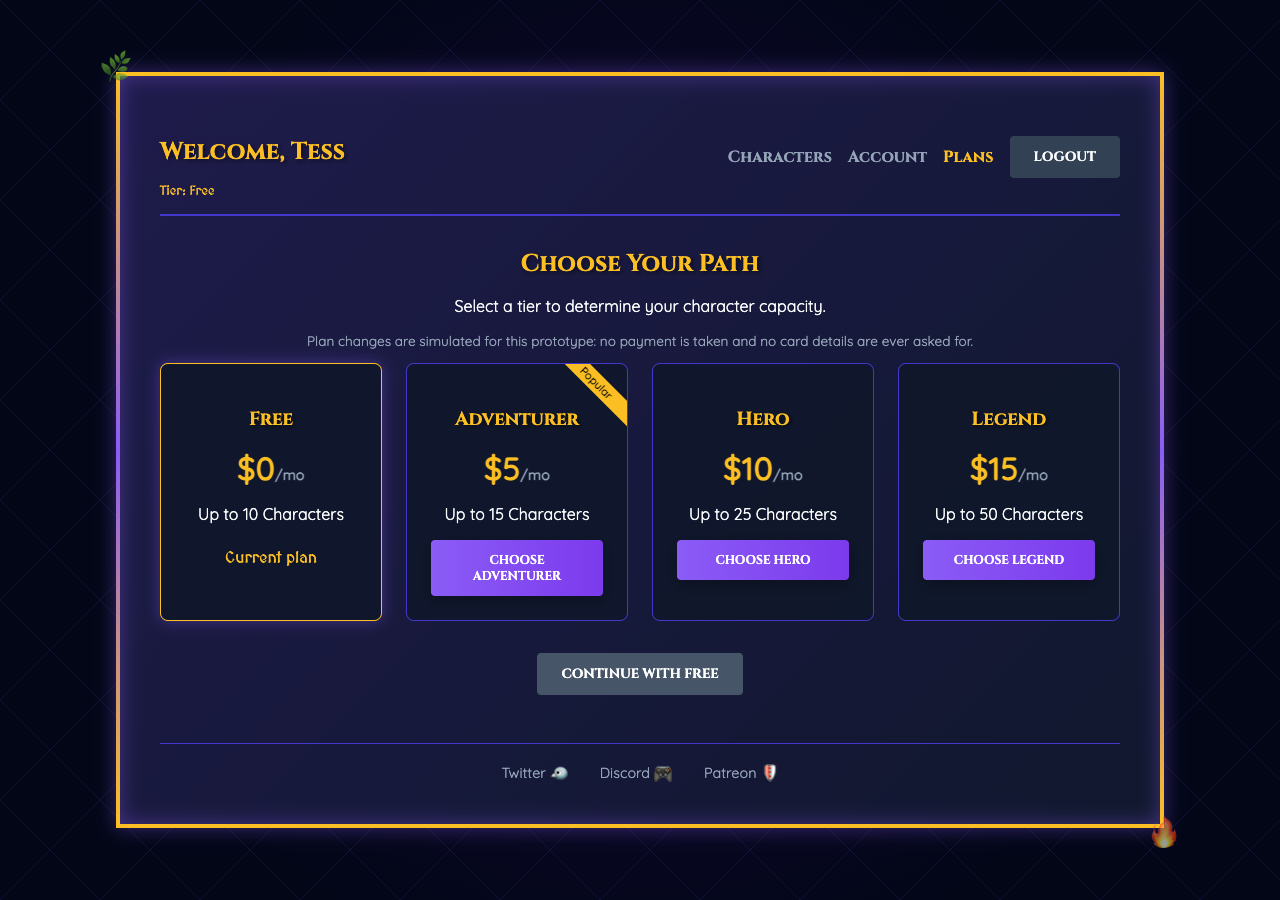 Welcome, Tess
Tier: Free
Characters
Account
Plans
LOGOUT
Choose Your Path
Select a tier to determine your character capacity.
Plan changes are simulated for this prototype: no payment is taken and no card details are ever asked for.
Free
$0/mo
Up to 10 Characters
Current plan
Popular
Adventurer
$5/mo
Up to 15 Characters
CHOOSE
ADVENTURER
Hero
$10/mo
Up to 25 Characters
CHOOSE HERO
Legend
$15/mo
Up to 50 Characters
CHOOSE LEGEND
CONTINUE WITH FREE
Twitter
Discord
Patreon